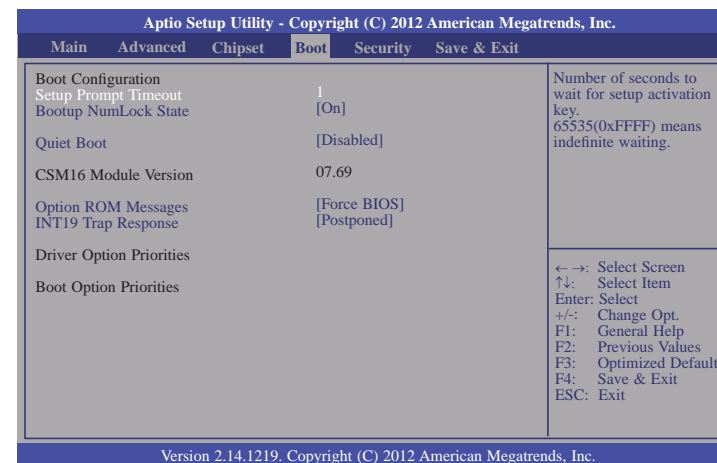 Aptio Setup Utility - Copyright (C) 2012 American Megatrends, Inc.
Main Advanced Chipset Boot Security Save & Exit
Boot Configuration
Setup Prompt Timeout 1
Bootup NumLock State [On]
Quiet Boot [Disabled]
CSM16 Module Version 07.69
Option ROM Messages [Force BIOS]
INT19 Trap Response [Postponed]
Driver Option Priorities
Boot Option Priorities
Number of seconds to
wait for setup activation
key.
65535(0xFFFF) means
indefinite waiting.
←→: Select Screen
↑↓: Select Item
Enter: Select
+/-: Change Opt.
F1: General Help
F2: Previous Values
F3: Optimized Default
F4: Save & Exit
ESC: Exit
Version 2.14.1219. Copyright (C) 2012 American Megatrends, Inc.